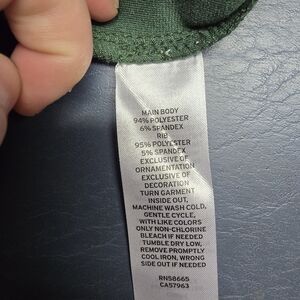 MAIN BODY
94% POLYESTER
6% SPANDEX
RIB
95% POLYESTER
5% SPANDEX
EXCLUSIVE OF
ORNAMENTATION
EXCLUSIVE OF
DECORATION
TURN GARMENT
INSIDE OUT,
MACHINE WASH COLD,
GENTLE CYCLE,
WITH LIKE COLORS
ONLY NON-CHLORINE
BLEACH IF NEEDED
TUMBLE DRY LOW,
REMOVE PROMPTLY
COOL IRON, WRONG
SIDE OUT IF NEEDED
RN58665
CA57963